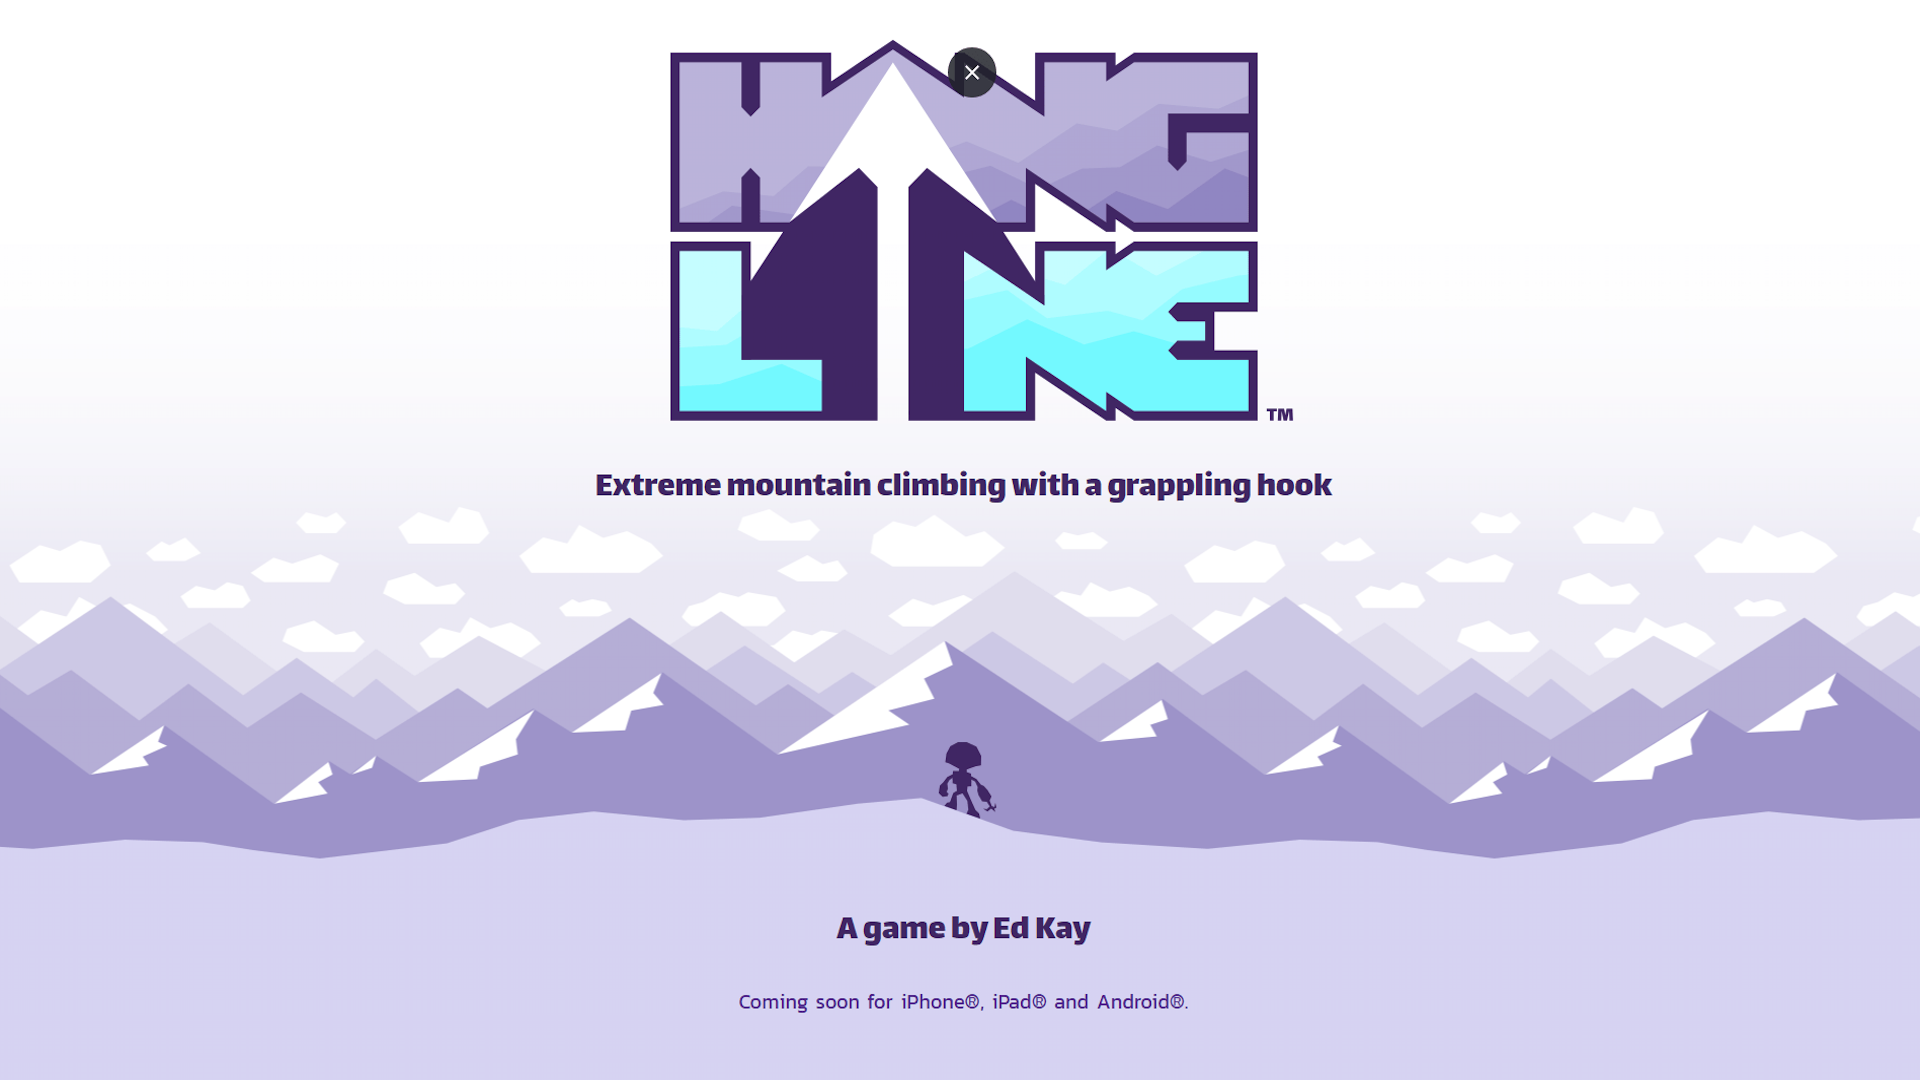 HANG
LINE™
Extreme mountain climbing with a grappling hook
A game by Ed Kay
Coming soon for iPhone®, iPad® and Android®.